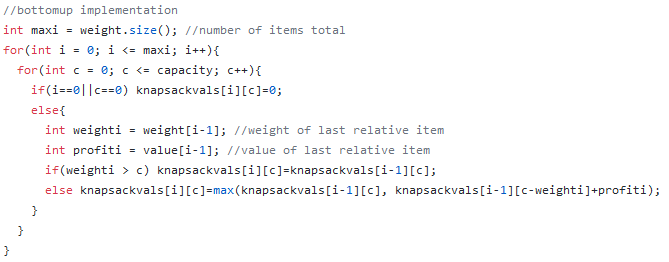 //bottomup implementation
int maxi = weight.size(); //number of items total
for(int i = 0; i <= maxi; i++){
  for(int c = 0; c <= capacity; c++){
    if(i==0||c==0) knapsackvals[i][c]=0;
    else{
      int weighti = weight[i-1]; //weight of last relative item
      int profiti = value[i-1]; //value of last relative item
      if(weighti > c) knapsackvals[i][c]=knapsackvals[i-1][c];
      else knapsackvals[i][c]=max(knapsackvals[i-1][c], knapsackvals[i-1][c-weighti]+profiti);
    }
  }
}